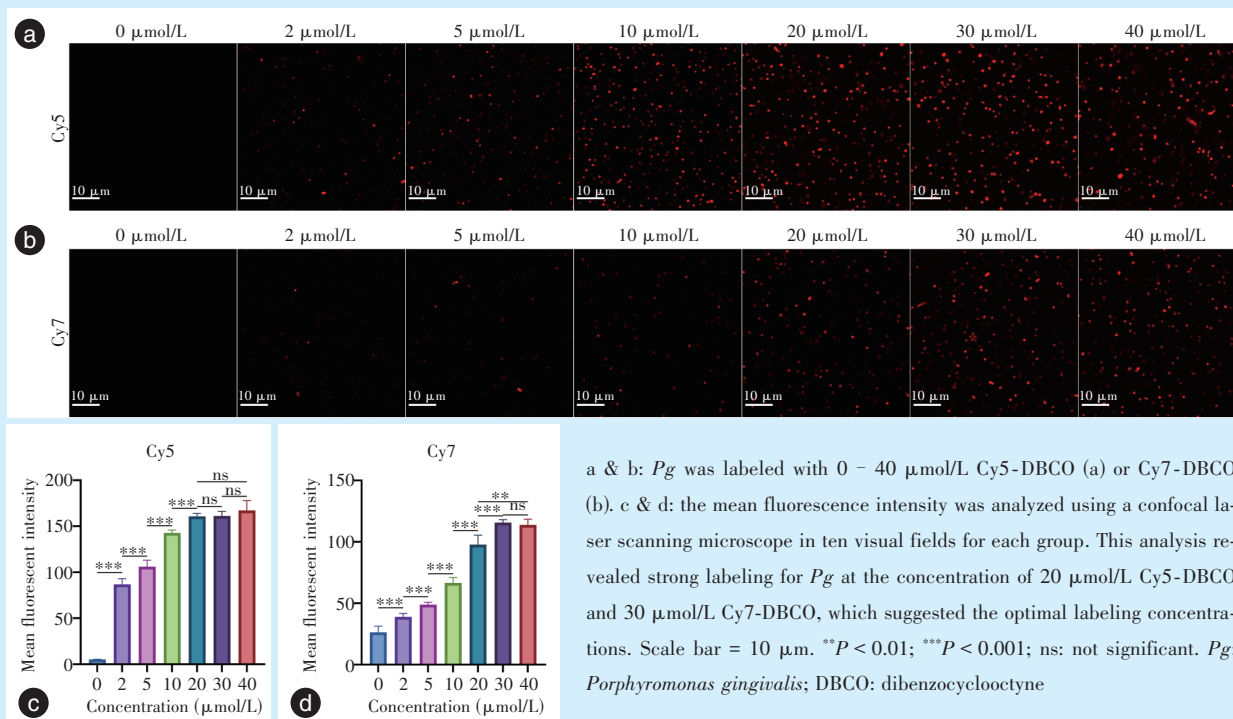 a
0 μmol/L 2 μmol/L 5 μmol/L 10 μmol/L 20 μmol/L 30 μmol/L 40 μmol/L
Cy5
10 μm 10 μm 10 μm 10 μm 10 μm 10 μm 10 μm
b
0 μmol/L 2 μmol/L 5 μmol/L 10 μmol/L 20 μmol/L 30 μmol/L 40 μmol/L
Cy7
10 μm 10 μm 10 μm 10 μm 10 μm 10 μm 10 μm
Cy5
Mean fluorescent intensity
200
150
100
50
0
*** *** *** *** ns ns ns
0 2 5 10 20 30 40
Concentration (μmol/L)
c
Cy7
Mean fluorescent intensity
150
100
50
0
*** *** *** *** *** ** ns
0 2 5 10 20 30 40
Concentration (μmol/L)
d
a & b: Pg was labeled with 0 – 40 μmol/L Cy5-DBCO (a) or Cy7-DBCO
(b). c & d: the mean fluorescence intensity was analyzed using a confocal la-
ser scanning microscope in ten visual fields for each group. This analysis re-
vealed strong labeling for Pg at the concentration of 20 μmol/L Cy5-DBCO
and 30 μmol/L Cy7-DBCO, which suggested the optimal labeling concentra-
tions. Scale bar = 10 μm. **P < 0.01; ***P < 0.001; ns: not significant. Pg:
Porphyromonas gingivalis; DBCO: dibenzocyclooctyne